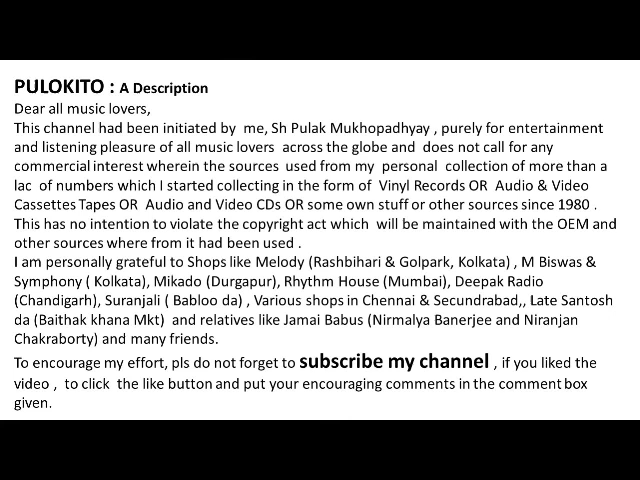 PULOKITO : A Description
Dear all music lovers,
This channel had been initiated by me, Sh Pulak Mukhopadhyay , purely for entertainment
and listening pleasure of all music lovers across the globe and does not call for any
commercial interest wherein the sources used from my personal collection of more than a
lac of numbers which I started collecting in the form of Vinyl Records OR Audio & Video
Cassettes Tapes OR Audio and Video CDs OR some own stuff or other sources since 1980 .
This has no intention to violate the copyright act which will be maintained with the OEM and
other sources where from it had been used .
I am personally grateful to Shops like Melody (Rashbihari & Golpark, Kolkata) , M Biswas &
Symphony ( Kolkata), Mikado (Durgapur), Rhythm House (Mumbai), Deepak Radio
(Chandigarh), Suranjali ( Babloo da) , Various shops in Chennai & Secundrabad,, Late Santosh
da (Baithak khana Mkt) and relatives like Jamai Babus (Nirmalya Banerjee and Niranjan
Chakraborty) and many friends.
To encourage my effort, pls do not forget to subscribe my channel , if you liked the
video , to click the like button and put your encouraging comments in the comment box
given.